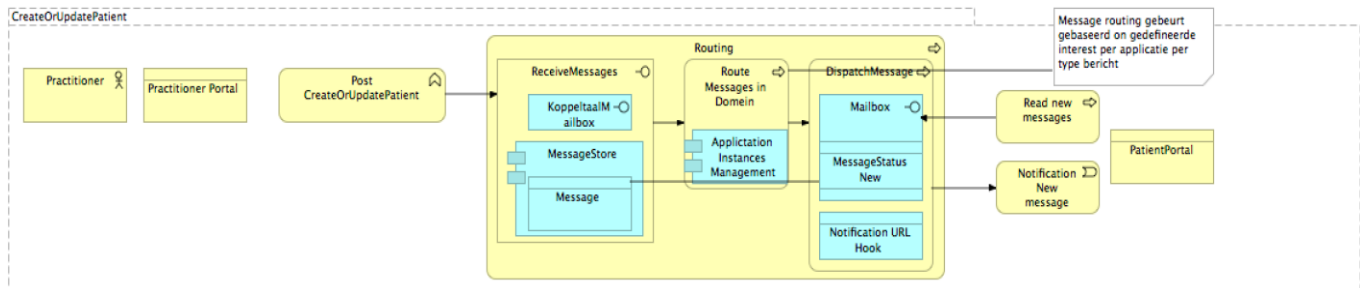 CreateOrUpdatePatient
Message routing gebeurt
gebaseerd on gedefineerde
interest per applicatie per
type bericht
Practitioner
Practitioner Portal
Post
CreateOrUpdatePatient
Routing
ReceiveMessages
KoppeltaalM
ailbox
MessageStore
Message
Route
Messages in
Domein
Applictation
Instances
Management
DispatchMessage
Mailbox
MessageStatus
New
Notification URL
Hook
Read new
messages
Notification
New
message
PatientPortal